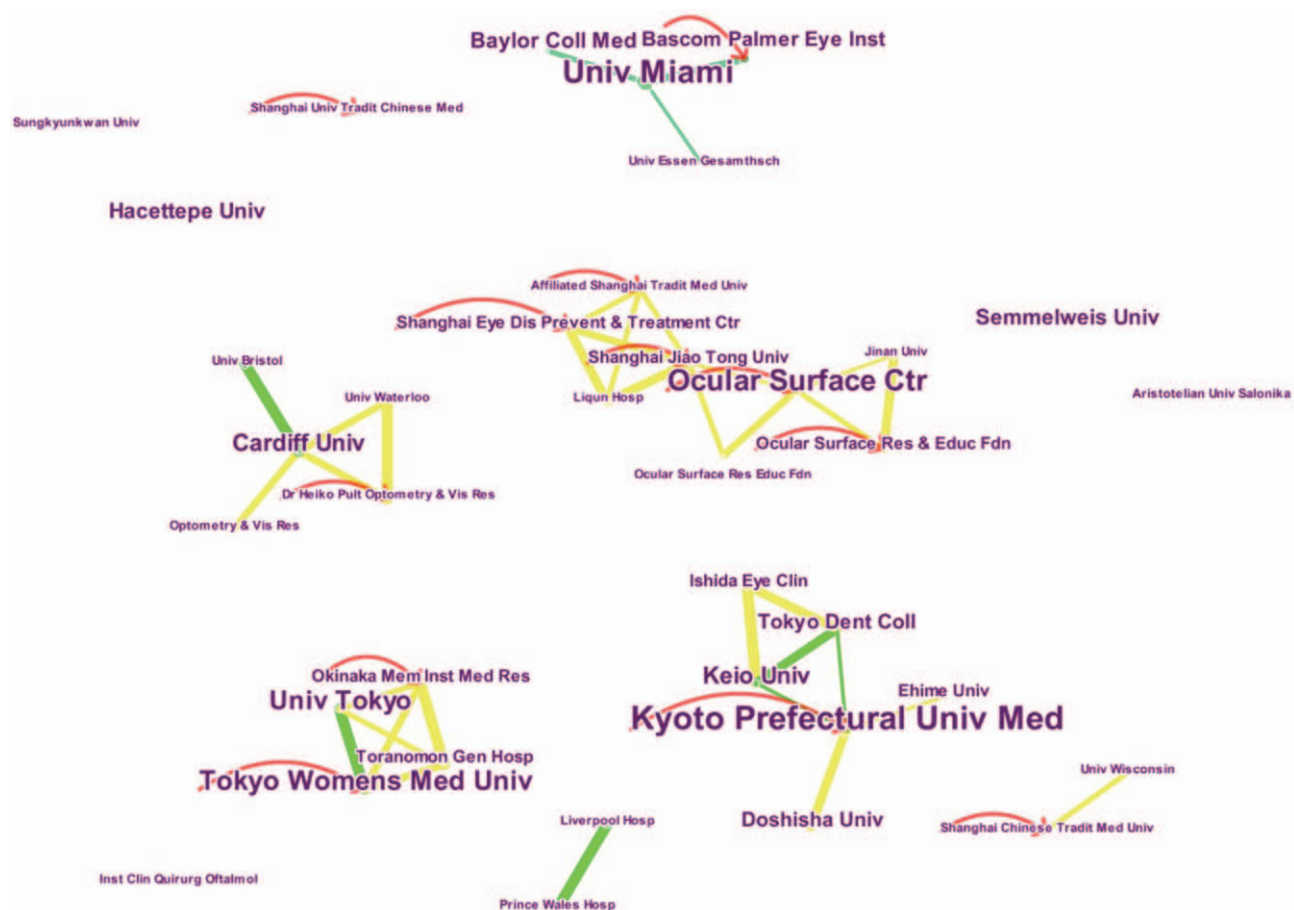 Baylor Coll Med
Bascom Palmer Eye Inst
Univ Miami
Shanghai Univ Tradit Chinese Med
Sungkyunkwan Univ
Univ Essen Gesamthsch
Hacettepe Univ
Affiliated Shanghai Tradit Med Univ
Semmelweis Univ
Shanghai Eye Dis Prevent & Treatment Ctr
Jinan Univ
Shanghai Jiao Tong Univ
Univ Bristol
Ocular Surface Ctr
Aristotelian Univ Salonika
Univ Waterloo
Liqun Hosp
Cardiff Univ
Ocular Surface Res & Educ Fdn
Ocular Surface Res Educ Fdn
Dr Heiko Pult Optometry & Vis Res
Optometry & Vis Res
Ishida Eye Clin
Tokyo Dent Coll
Okinaka Mem Inst Med Res
Keio Univ
Ehime Univ
Univ Tokyo
Kyoto Prefectural Univ Med
Toranomon Gen Hosp
Univ Wisconsin
Tokyo Womens Med Univ
Liverpool Hosp
Doshisha Univ
Shanghai Chinese Tradit Med Univ
Inst Clin Quirurg Oftalmol
Prince Wales Hosp